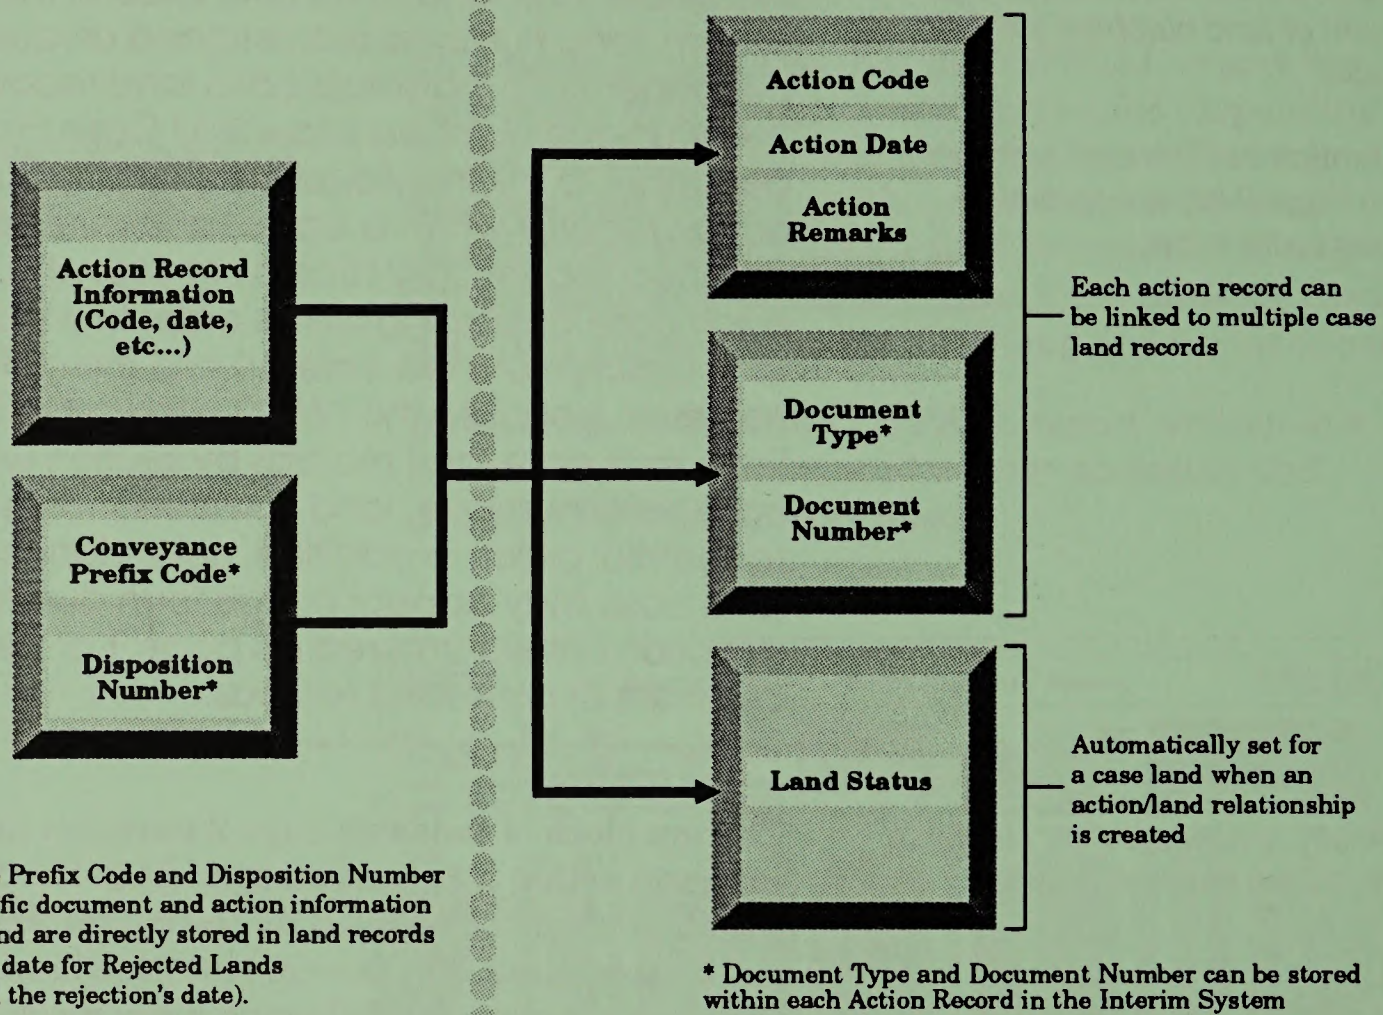 Action Record
Information
(Code, date,
etc...)
Conveyance
Prefix Code*
Disposition
Number*
Prefix Code and Disposition Number
document and action information
are directly stored in land records
date for Rejected Lands
the rejection's date).
Action Code
Action Date
Action
Remarks
Document
Type*
Document
Number*
Land Status
Each action record can
be linked to multiple case
land records
Automatically set for
a case land when an
action/land relationship
is created
* Document Type and Document Number can be stored
within each Action Record in the Interim System